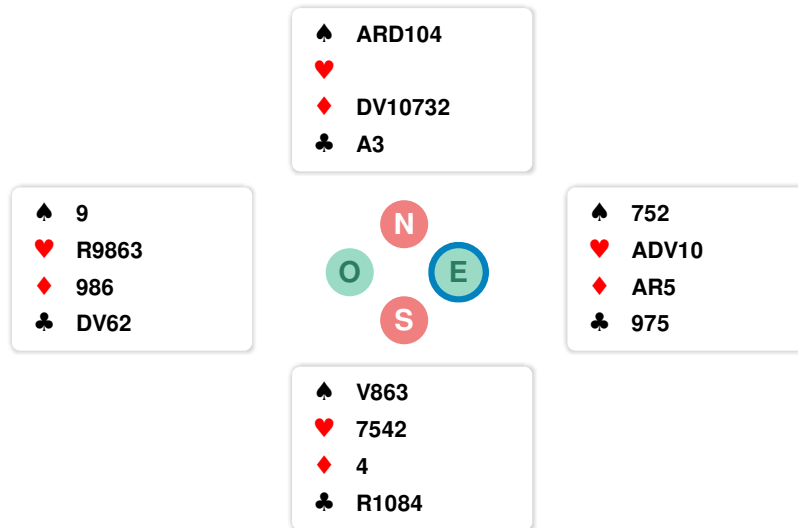 ♠ ARD104
♥
♦ DV10732
♣ A3
♠ 9
♥ R9863
♦ 986
♣ DV62
N
O
E
S
♠ 752
♥ ADV10
♦ AR5
♣ 975
♠ V863
♥ 7542
♦ 4
♣ R1084